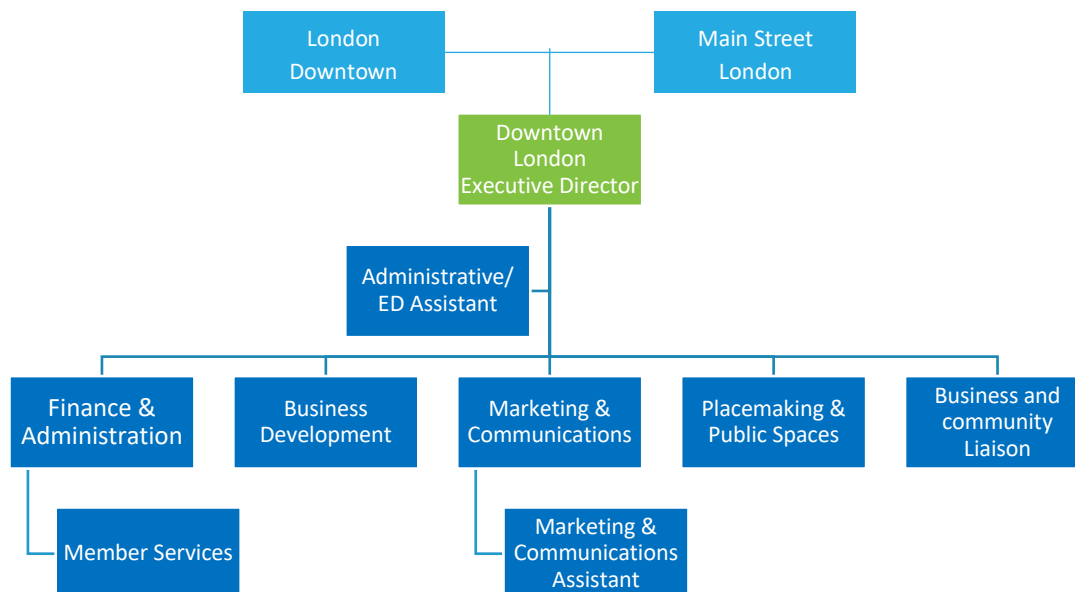 London
Downtown
Main Street
London
Downtown
London
Executive Director
Administrative/
ED Assistant
Finance &
Administration
Business
Development
Marketing &
Communications
Placemaking &
Public Spaces
Business and
community
Liaison
Member Services
Marketing &
Communications
Assistant